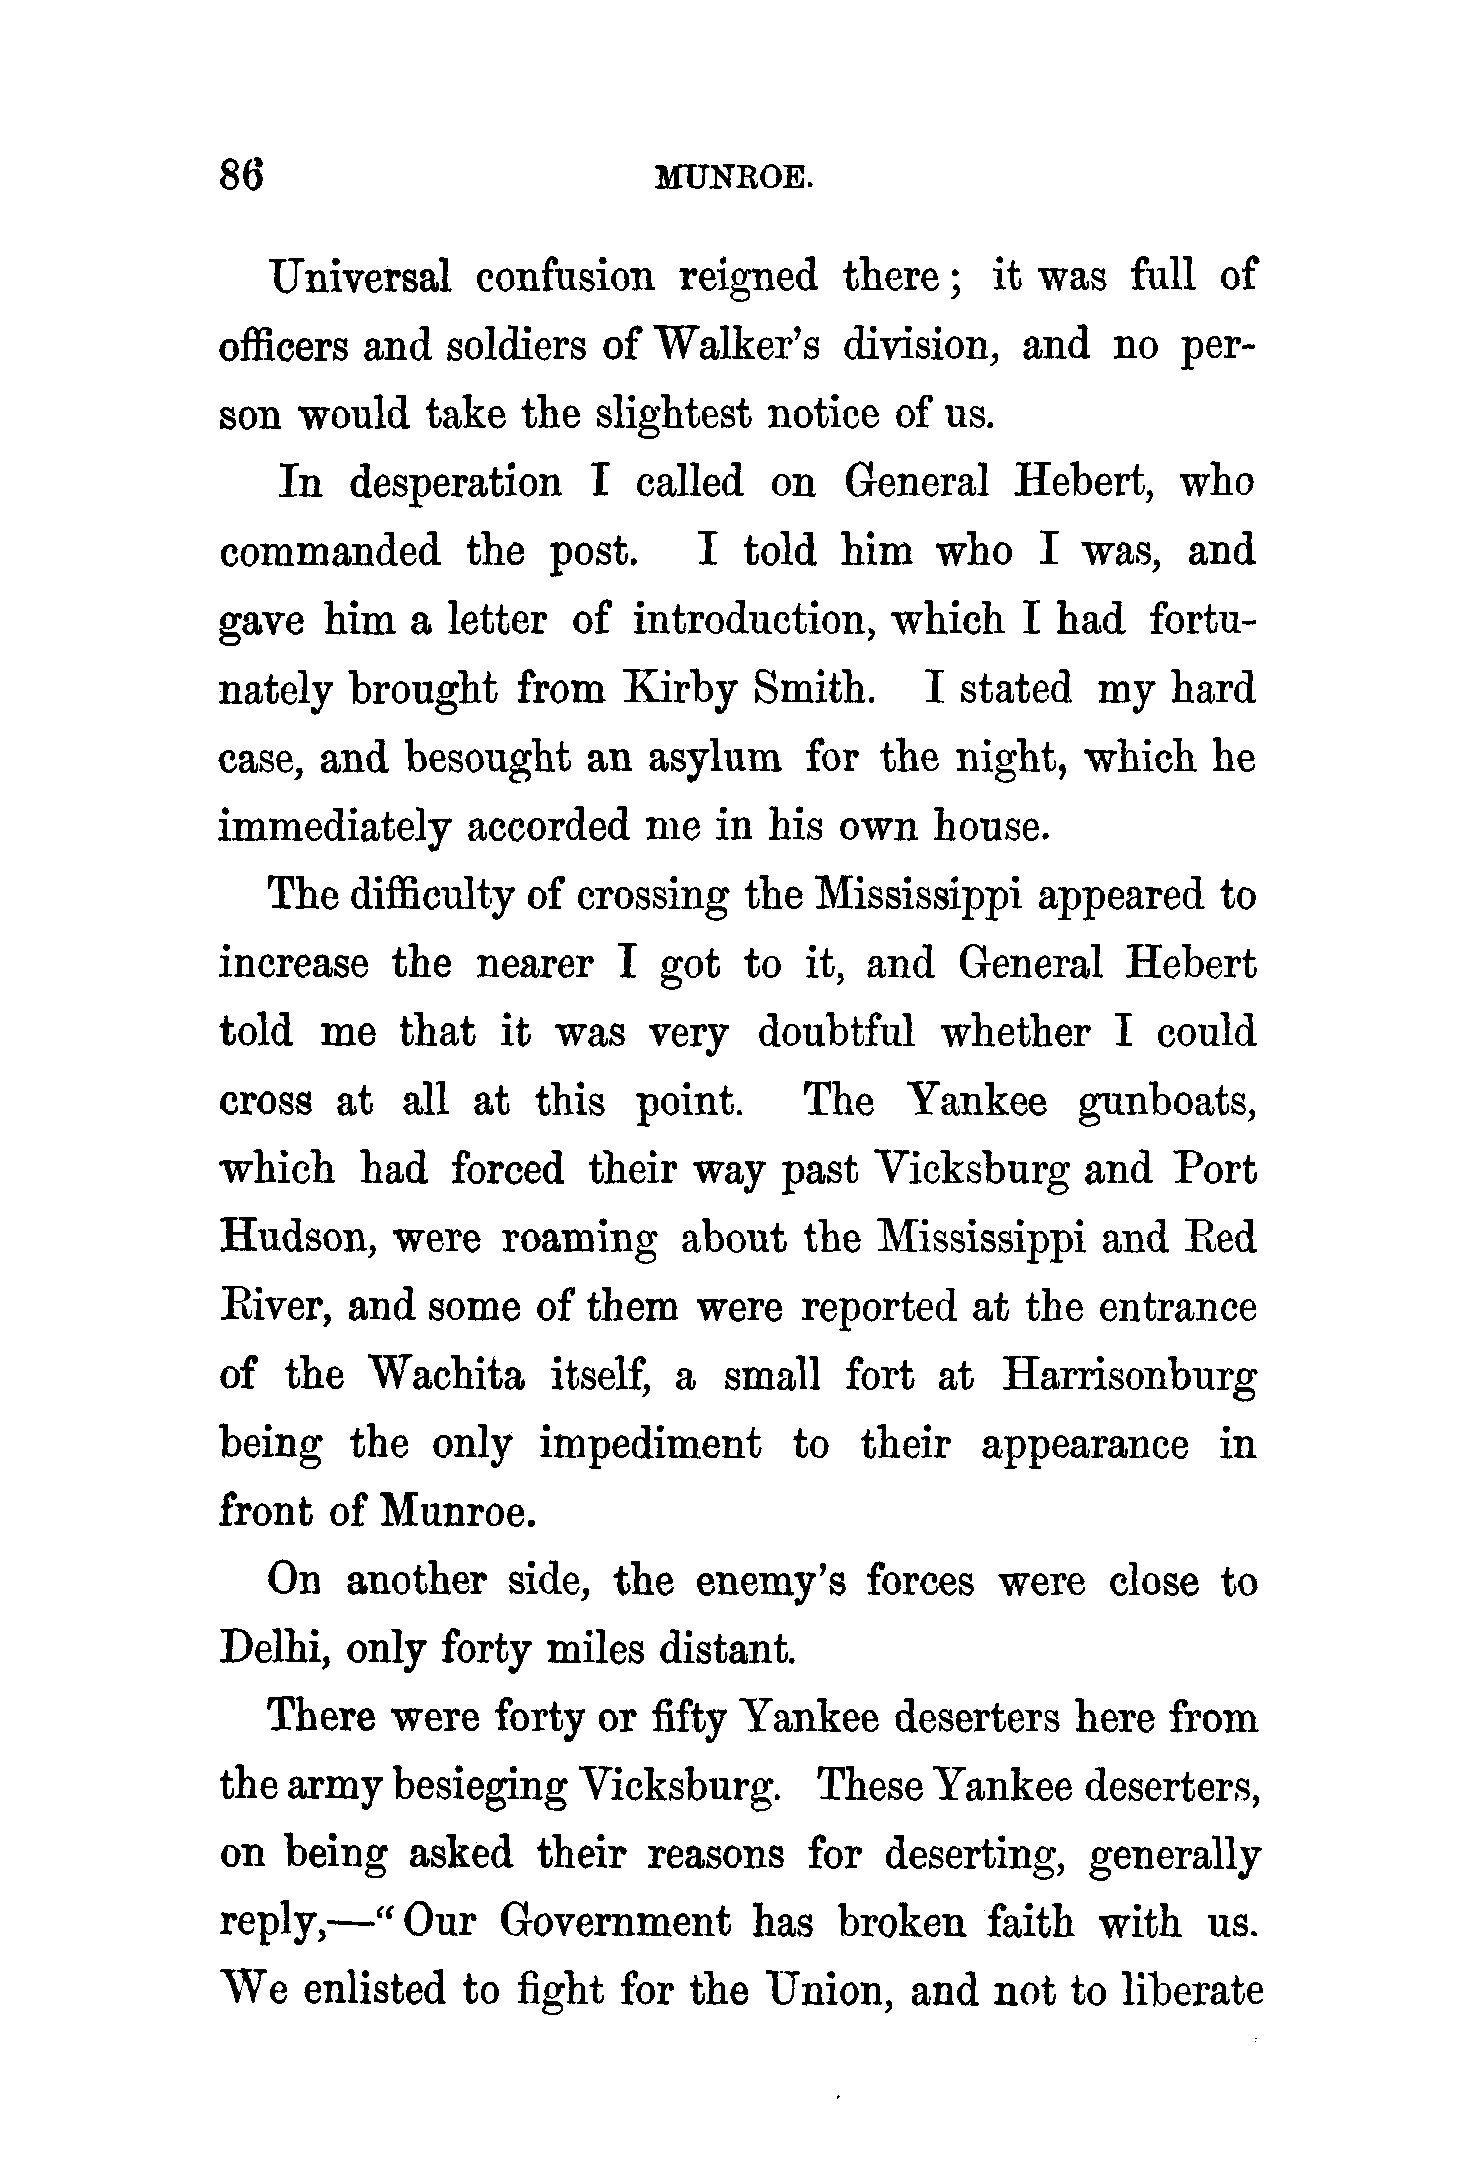 86 MUNROE.
Universal confusion reigned there; it was full of
officers and soldiers of Walker's division, and no per-
son would take the slightest notice of us.
In desperation I called on General Hebert, who
commanded the post. I told him who I was, and
gave him a letter of introduction, which I had fortu-
nately brought from Kirby Smith. I stated my hard
case, and besought an asylum for the night, which he
immediately accorded me in his own house.
The difficulty of crossing the Mississippi appeared to
increase the nearer I got to it, and General Hebert
told me that it was very doubtful whether I could
cross at all at this point. The Yankee gunboats,
which had forced their way past Vicksburg and Port
Hudson, were roaming about the Mississippi and Red
River, and some of them were reported at the entrance
of the Wachita itself, a small fort at Harrisonburg
being the only impediment to their appearance in
front of Munroe.
On another side, the enemy's forces were close to
Delhi, only forty miles distant.
There were forty or fifty Yankee deserters here from
the army besieging Vicksburg. These Yankee deserters,
on being asked their reasons for deserting, generally
reply,—"Our Government has broken faith with us.
We enlisted to fight for the Union, and not to liberate